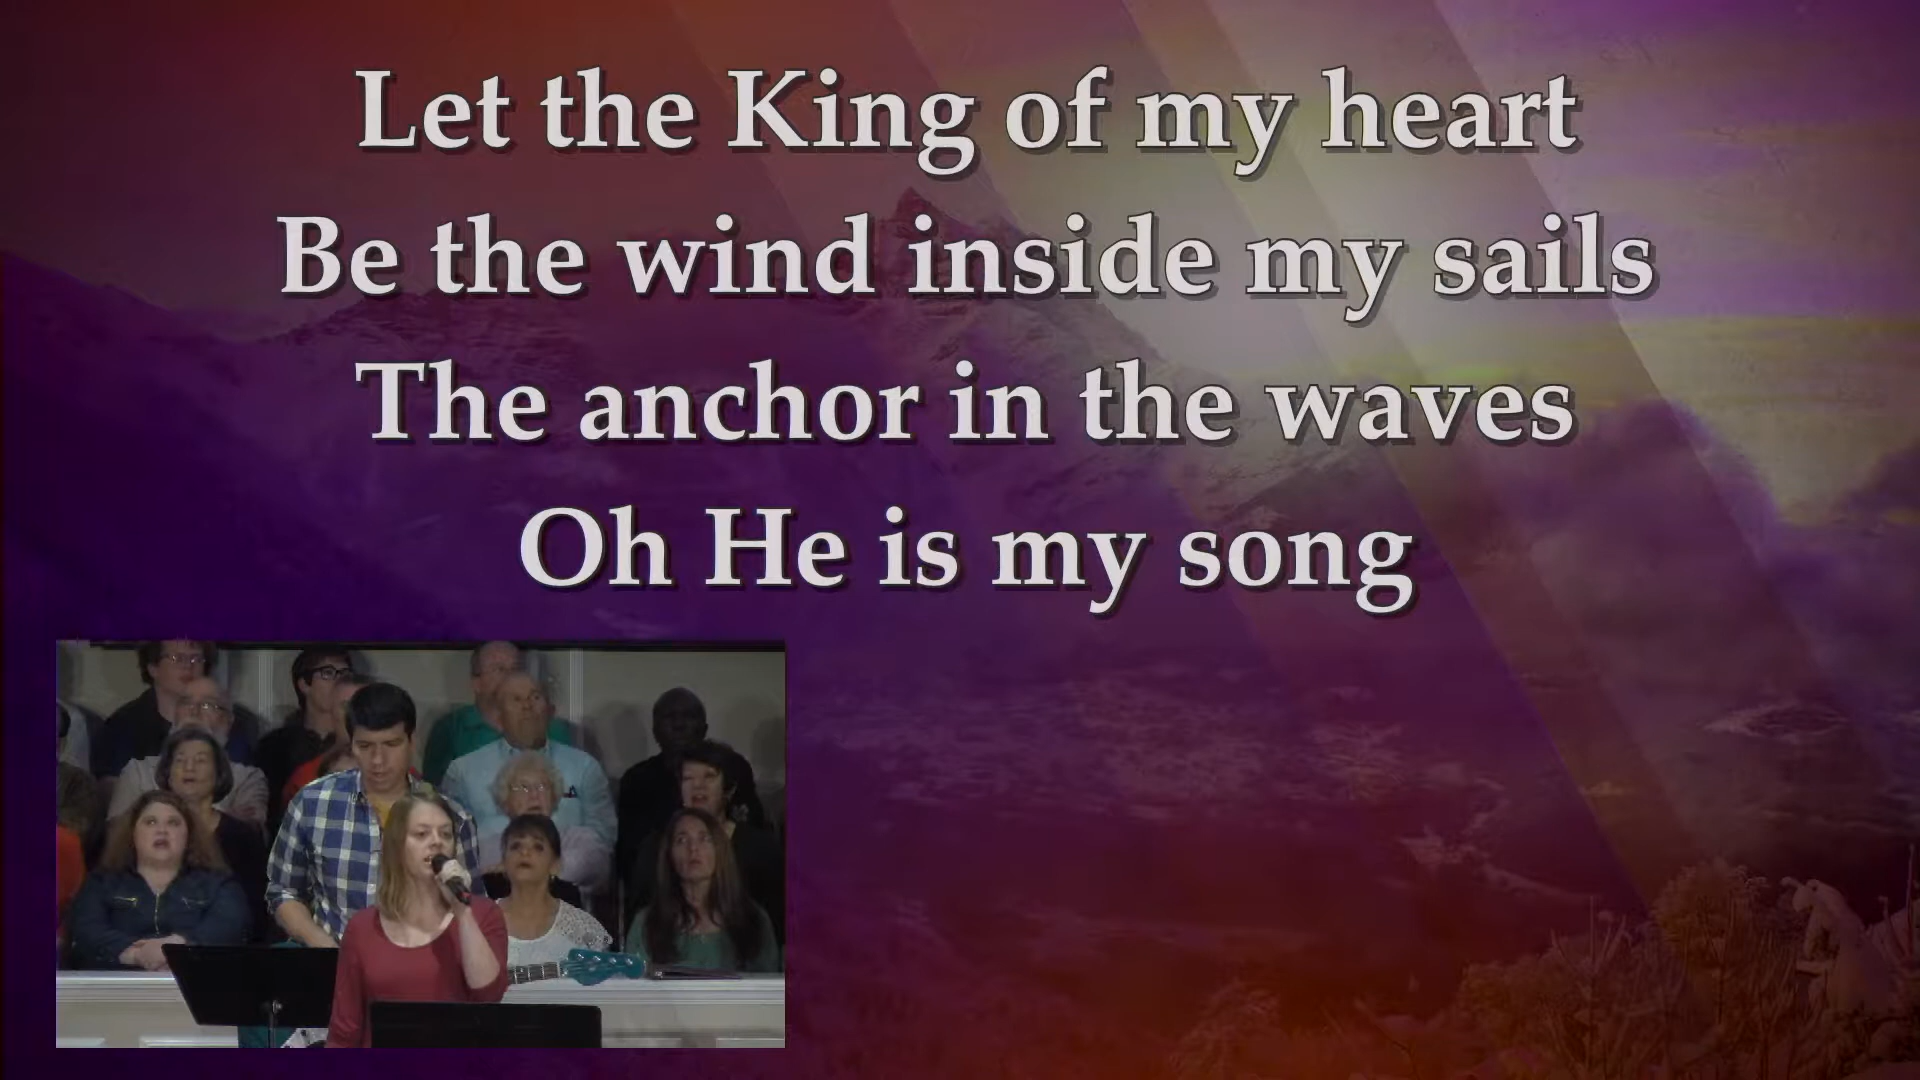 Let the King of my heart
Be the wind inside my sails
The anchor in the waves
Oh He is my song